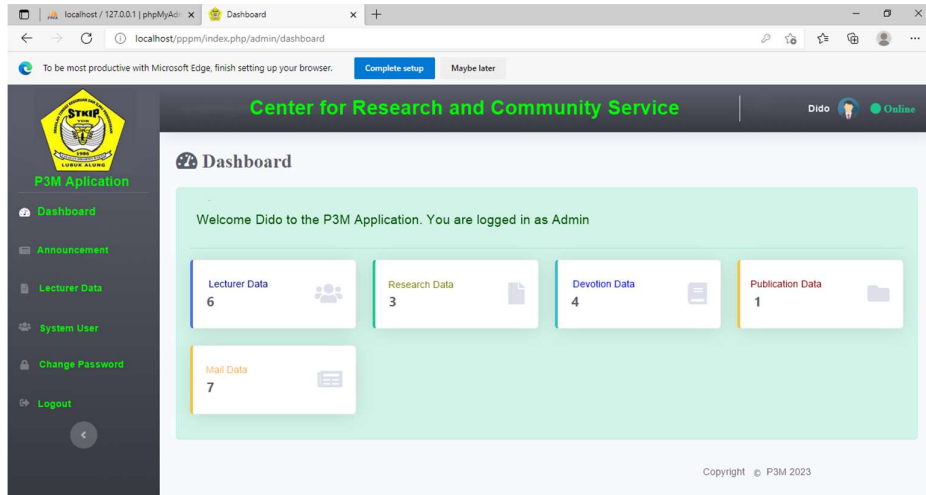 localhost / 127.0.0.1 | phpMyAdm
Dashboard
localhost/pppm/index.php/admin/dashboard
To be most productive with Microsoft Edge, finish setting up your browser.
Complete setup
Maybe later
STKIP
YDB
1986
LUBUK ALUNG
P3M Aplication
Center for Research and Community Service
Dido
Online
Dashboard
Announcement
Lecturer Data
System User
Change Password
Logout
Dashboard
Welcome Dido to the P3M Application. You are logged in as Admin
Lecturer Data
6
Research Data
3
Devotion Data
4
Publication Data
1
Mail Data
7
Copyright © P3M 2023